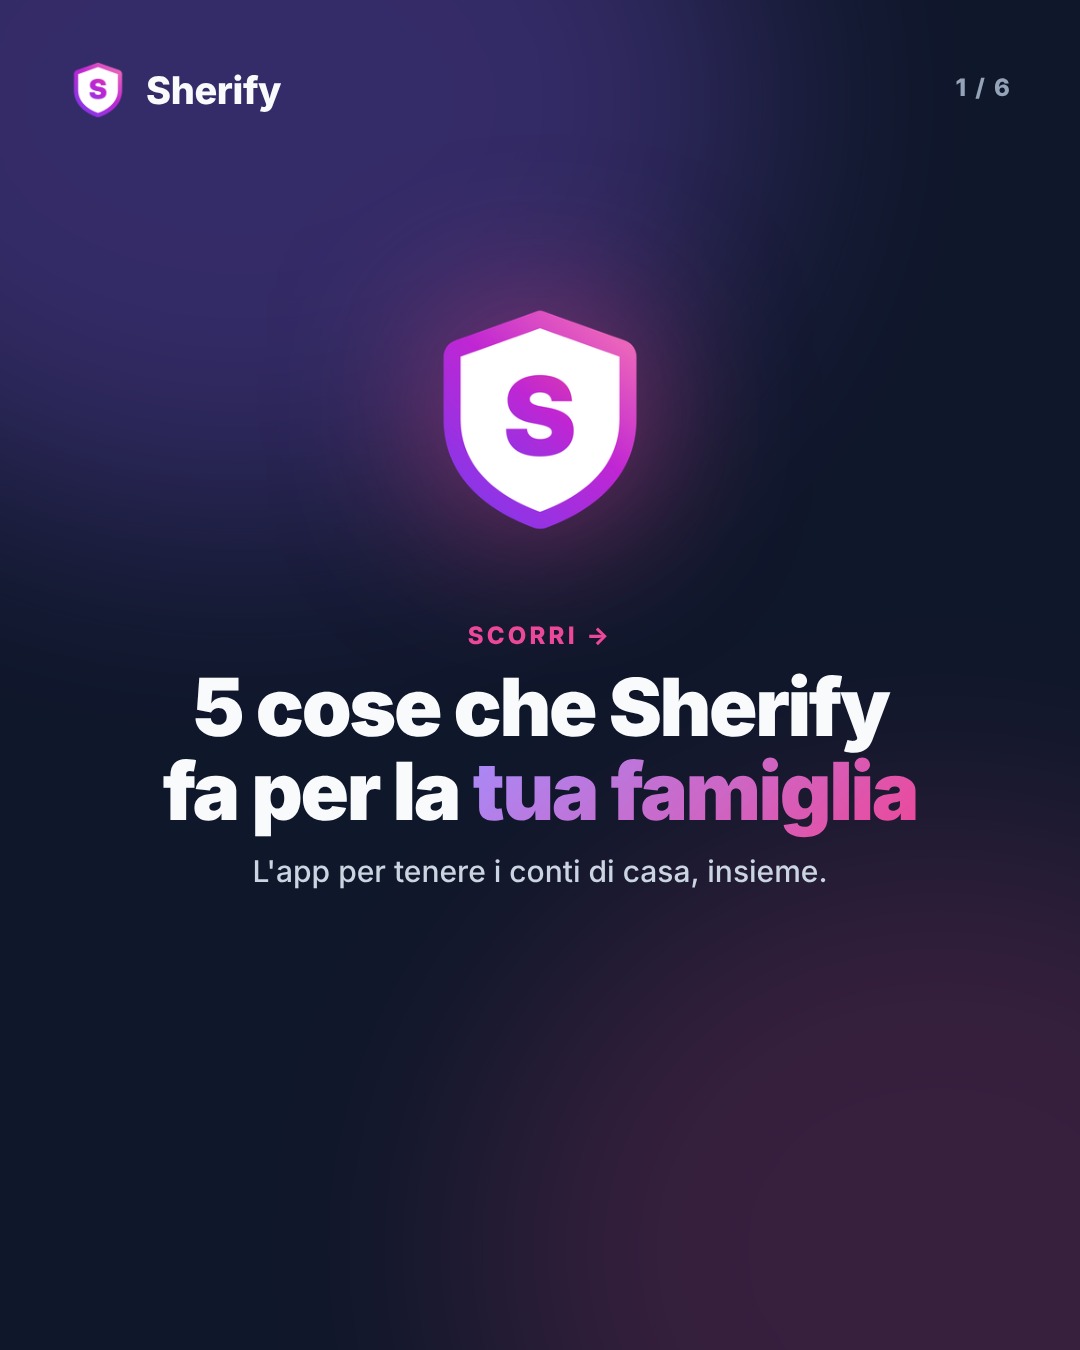 S
Sherify
1 / 6
S
SCORRI →
5 cose che Sherify
fa per la tua famiglia
L'app per tenere i conti di casa, insieme.